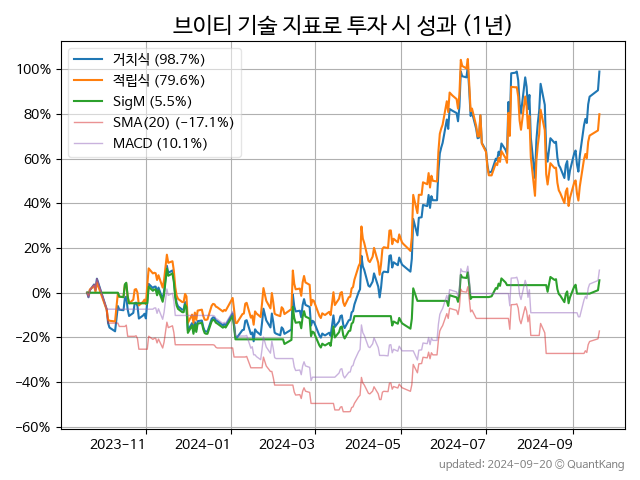 브이티 기술 지표로 투자 시 성과 (1년)
거치식 (98.7%)
적립식 (79.6%)
SigM (5.5%)
SMA(20) (−17.1%)
MACD (10.1%)
100%
80%
60%
40%
20%
0%
−20%
−40%
−60%
2023-11
2024-01
2024-03
2024-05
2024-07
2024-09
updated: 2024-09-20 © QuantKang